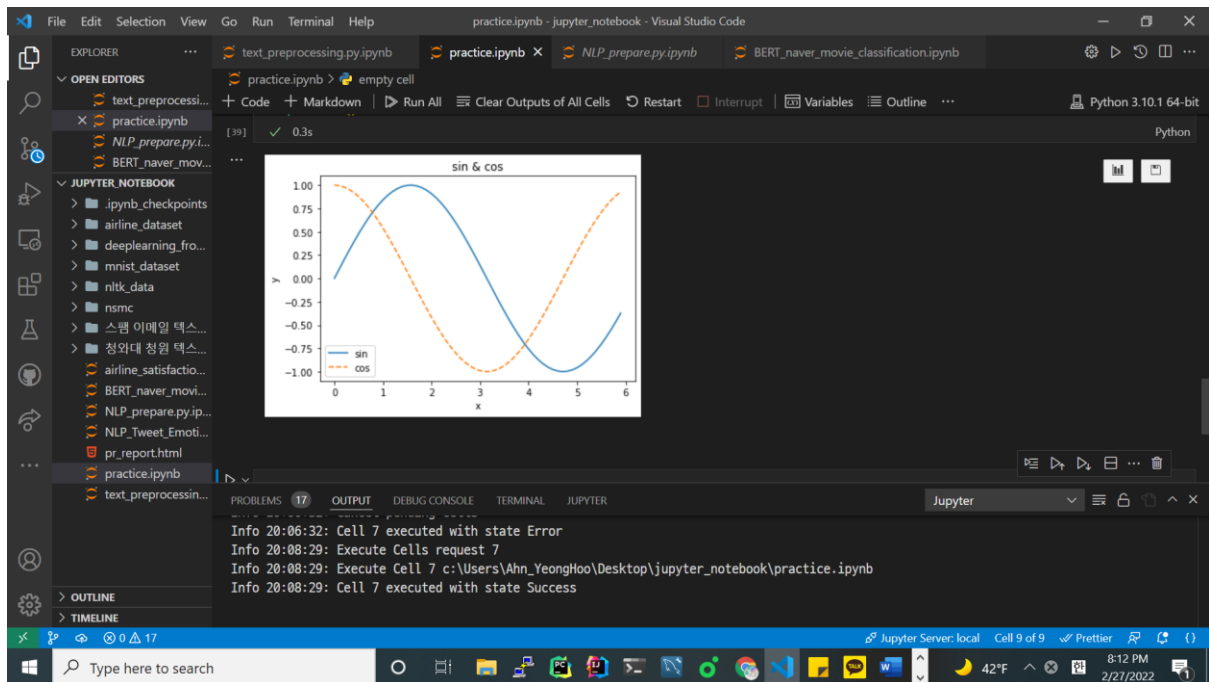 File Edit Selection View Go Run Terminal Help practice.ipynb - jupyter_notebook - Visual Studio Code
EXPLORER ...
text_preprocessing.py.ipynb practice.ipynb NLP_prepare.py.ipynb BERT_naver_movie_classification.ipynb
OPEN EDITORS
practice.ipynb > empty cell
text_preprocessi...
practice.ipynb
NLP_prepare.py.i...
BERT_naver_mov...
+ Code + Markdown Run All Clear Outputs of All Cells Restart Interrupt Variables Outline ... Python 3.10.1 64-bit
[39] ✓ 0.3s Python
JUPYTER_NOTEBOOK
.ipynb_checkpoints
airline_dataset
deeplearning_fro...
mnist_dataset
nltk_data
nsmc
스팸 이메일 텍스...
청와대 청원 텍스...
airline_satisfactio...
BERT_naver_movi...
NLP_prepare.py.ip...
NLP_Tweet_Emoti...
pr_report.html
practice.ipynb
text_preprocessin...
OUTLINE
TIMELINE
sin & cos
1.00
0.75
0.50
0.25
0.00
−0.25
−0.50
−0.75
−1.00
y
sin
cos
0 1 2 3 4 5 6
x
PROBLEMS 17 OUTPUT DEBUG CONSOLE TERMINAL JUPYTER Jupyter
Info 20:06:32: Cell 7 executed with state Error
Info 20:08:29: Execute Cells request 7
Info 20:08:29: Execute Cell 7 c:\Users\Ahn_YeongHoo\Desktop\jupyter_notebook\practice.ipynb
Info 20:08:29: Cell 7 executed with state Success
0 17 Jupyter Server: local Cell 9 of 9 Prettier {}
Type here to search TALK 42°F 한 8:12 PM
2/27/2022 1